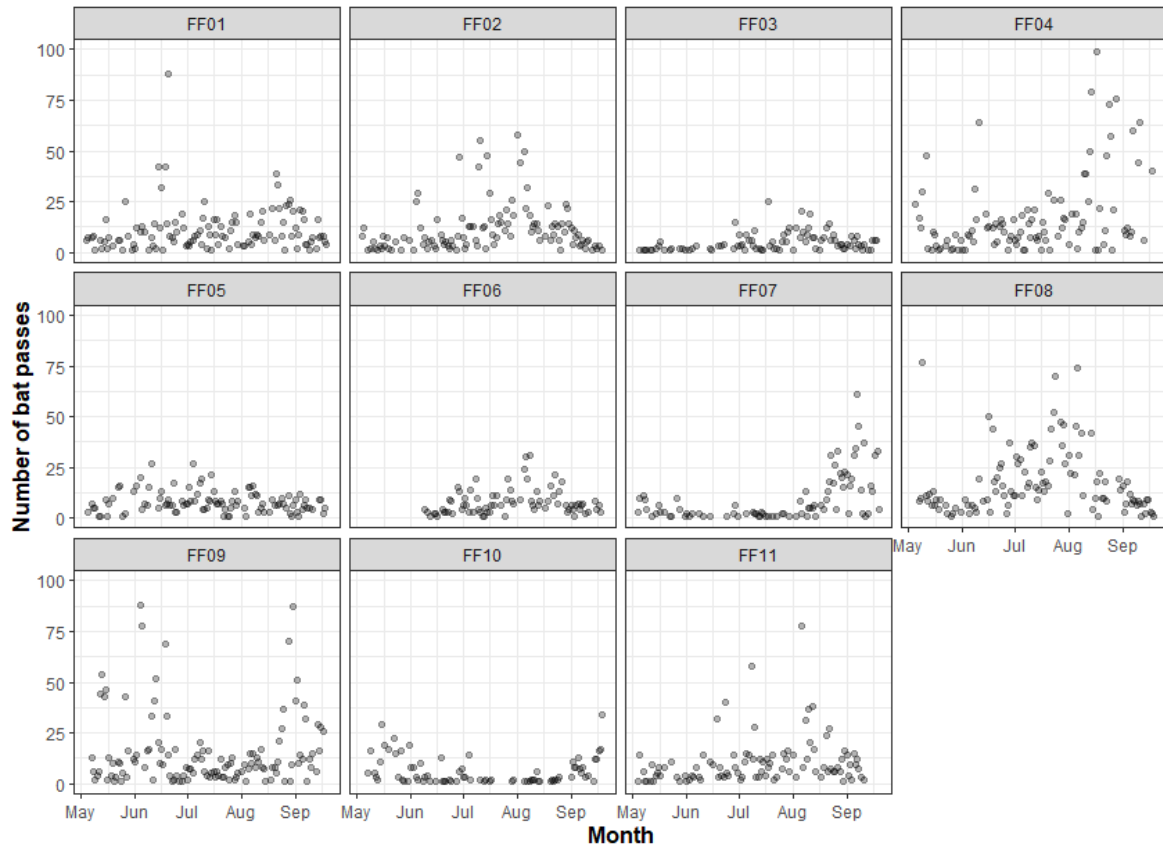 FF01 FF02 FF03 FF04
100
75
50
25
0
FF05 FF06 FF07 FF08
100
75
50
25
0
May Jun Jul Aug Sep
FF09 FF10 FF11
100
75
50
25
0
May Jun Jul Aug Sep May Jun Jul Aug Sep May Jun Jul Aug Sep
Number of bat passes
Month